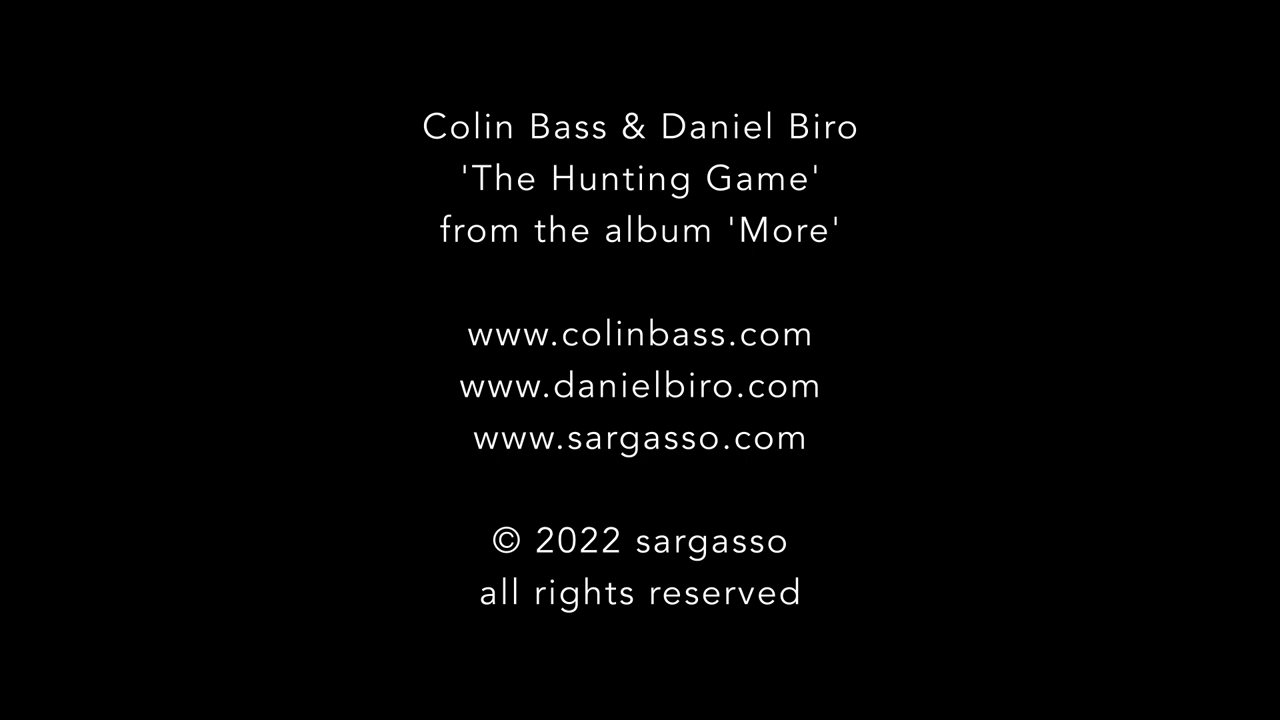 Colin Bass & Daniel Biro
'The Hunting Game'
from the album 'More'
www.colinbass.com
www.danielbiro.com
www.sargasso.com
© 2022 sargasso
all rights reserved